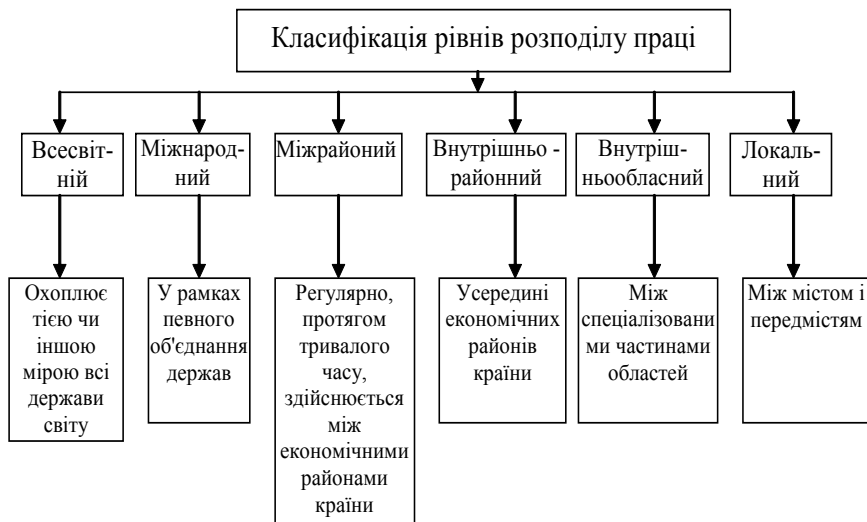 Класифікація рівнів розподілу праці
Всесвіт-
ній
Міжнарод-
ний
Міжрайоний
Внутрішньо -
районний
Внутріш-
ньообласний
Локаль-
ний
Охоплює
тією чи
іншою
мірою всі
держави
світу
У рамках
певного
об'єднання
держав
Регулярно,
протягом
тривалого
часу,
здійснюється
між
економічними
районами
країни
Усередині
економічних
районів
країни
Між
спеціалізовани
ми частинами
областей
Між містом і
передмістям